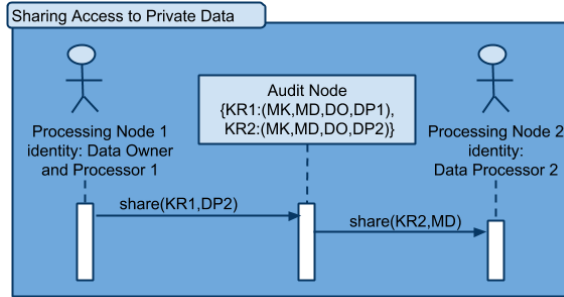 Sharing Access to Private Data
Audit Node
{KR1:(MK,MD,DO,DP1),
KR2:(MK,MD,DO,DP2)}
Processing Node 1
identity: Data Owner
and Processor 1
Processing Node 2
identity:
Data Processor 2
share(KR1,DP2)
share(KR2,MD)